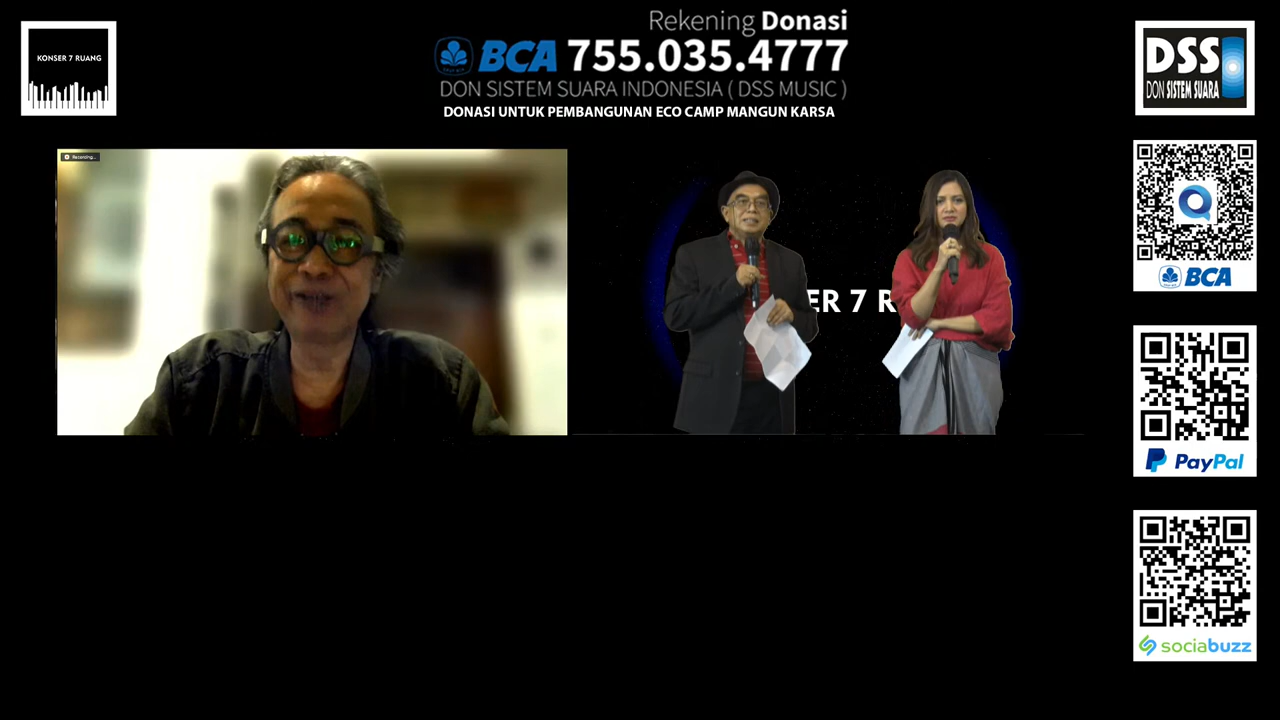 KONSER 7 RUANG
Rekening Donasi
BCA 755.035.4777
DON SISTEM SUARA INDONESIA ( DSS MUSIC )
DONASI UNTUK PEMBANGUNAN ECO CAMP MANGUN KARSA
DSS
DON SISTEM SUARA
Recording...
ER 7 R
BCA
PayPal
sociabuzz